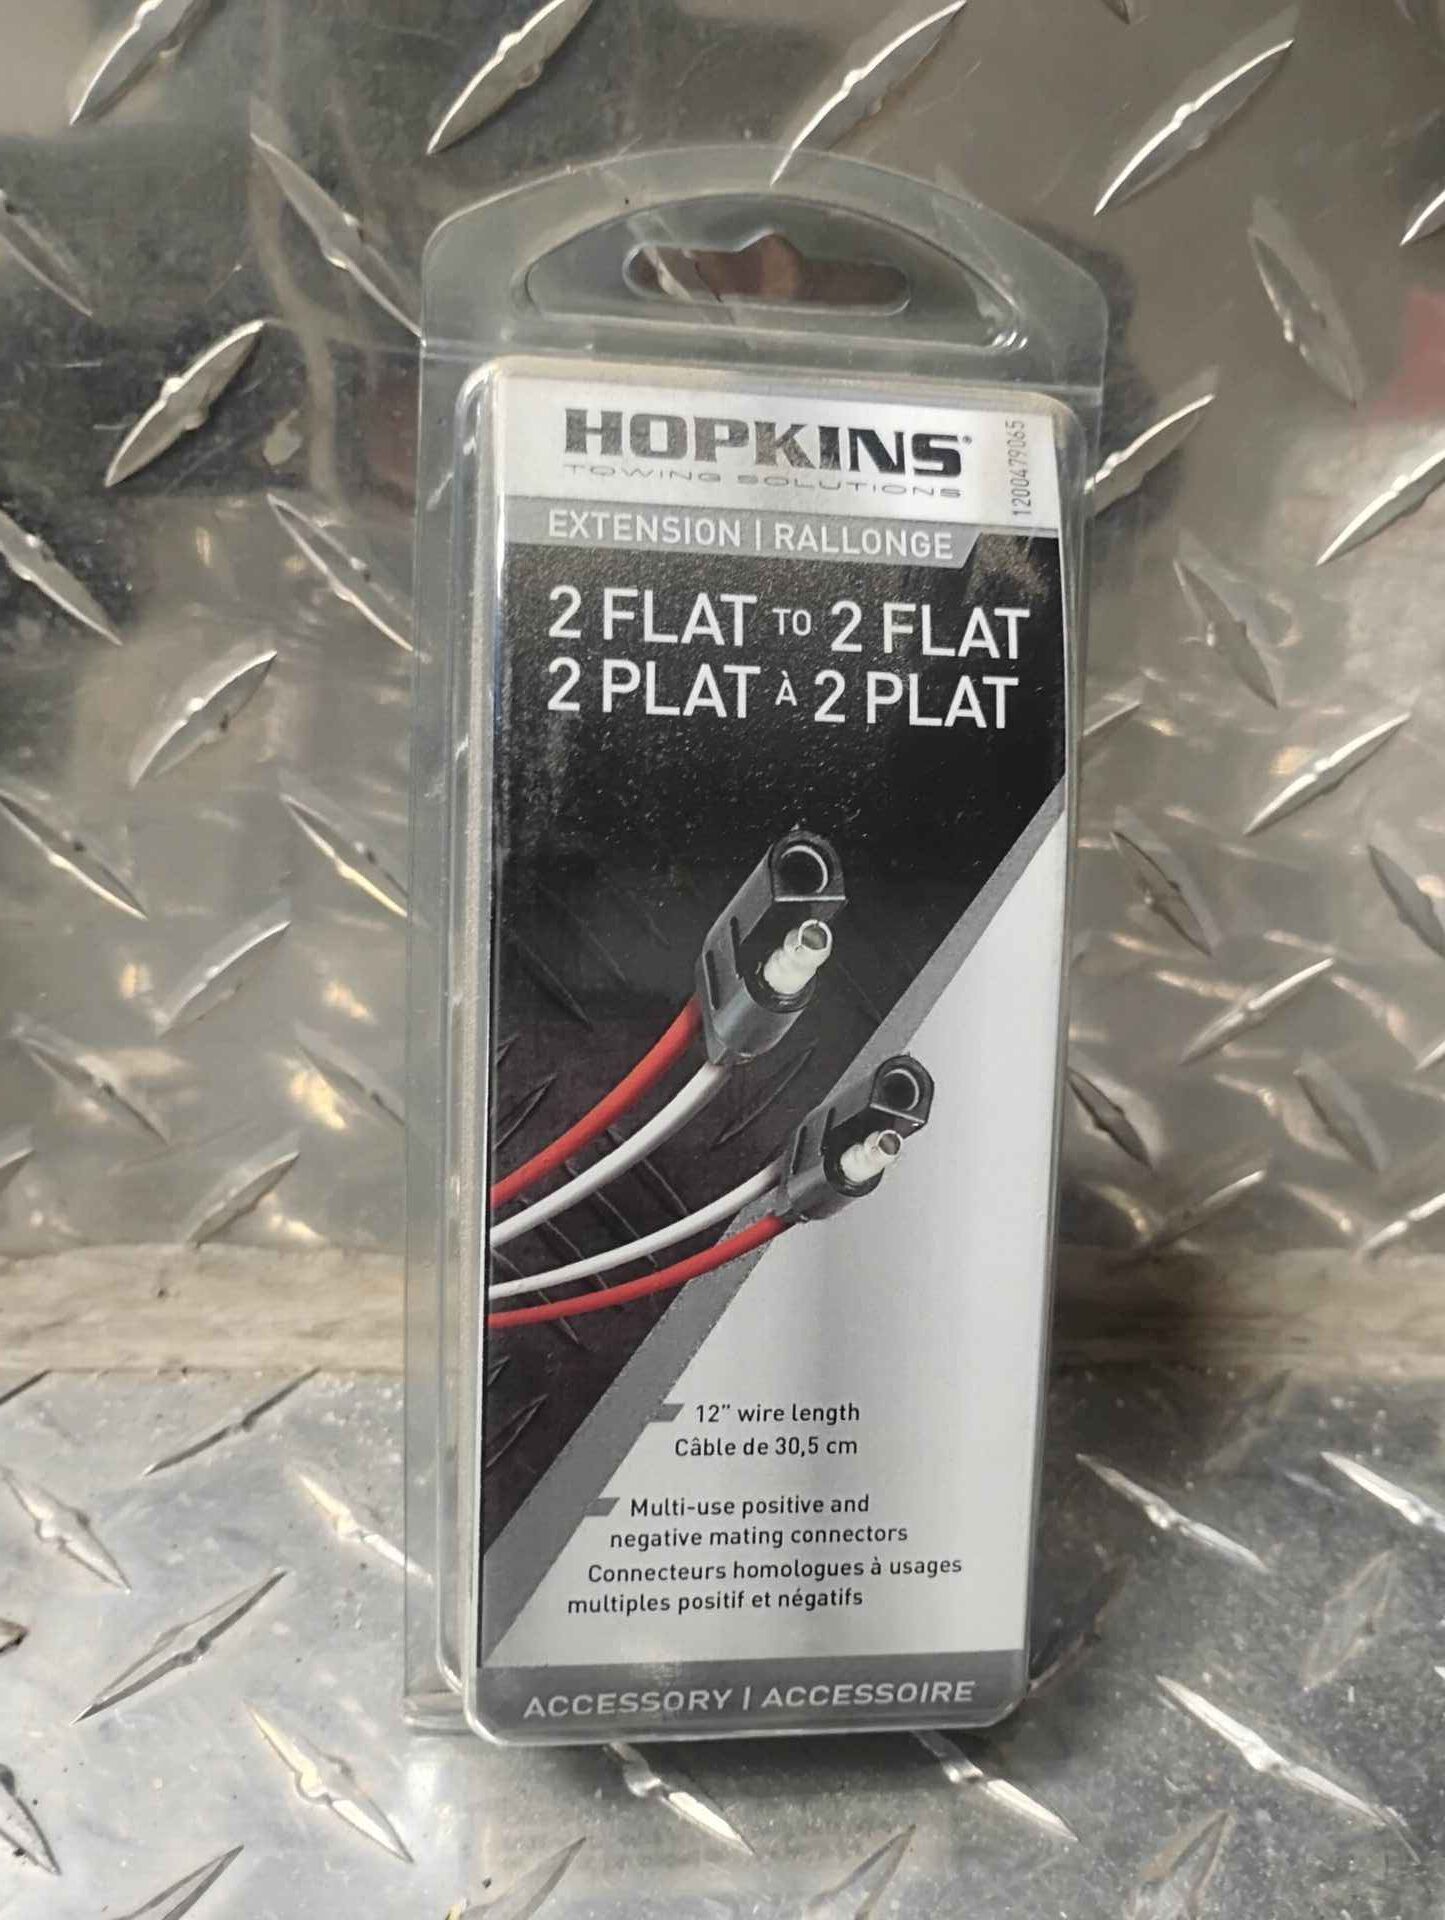 HOPKINS®
TOWING SOLUTIONS
1200479065
EXTENSION | RALLONGE
2 FLAT TO 2 FLAT
2 PLAT À 2 PLAT
12" wire length
Câble de 30,5 cm
Multi-use positive and
negative mating connectors
Connecteurs homologues à usages
multiples positif et négatifs
ACCESSORY | ACCESSOIRE